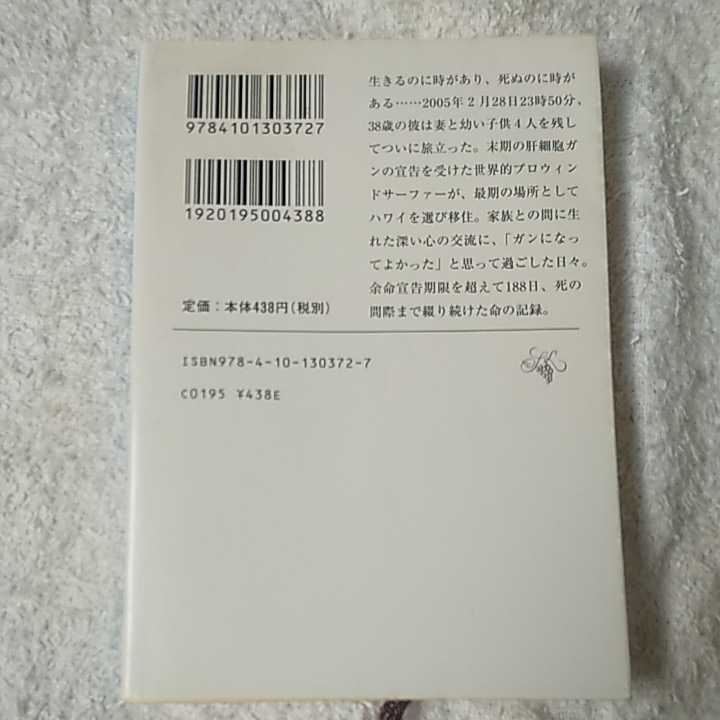 9784101303727
1920195004388
定価：本体438円(税別)
生きるのに時があり、死ぬのに時が
ある……2005年2月28日23時50分、
38歳の彼は妻と幼い子供4人を残し
てついに旅立った。末期の肝細胞ガ
ンの宣告を受けた世界的プロウィン
ドサーファーが、最期の場所として
ハワイを選び移住。家族との間に生
れた深い心の交流に、「ガンになっ
てよかった」と思って過ごした日々。
余命宣告期限を超えて188日、死の
間際まで綴り続けた命の記録。
ISBN978-4-10-130372-7
C0195 ¥438E